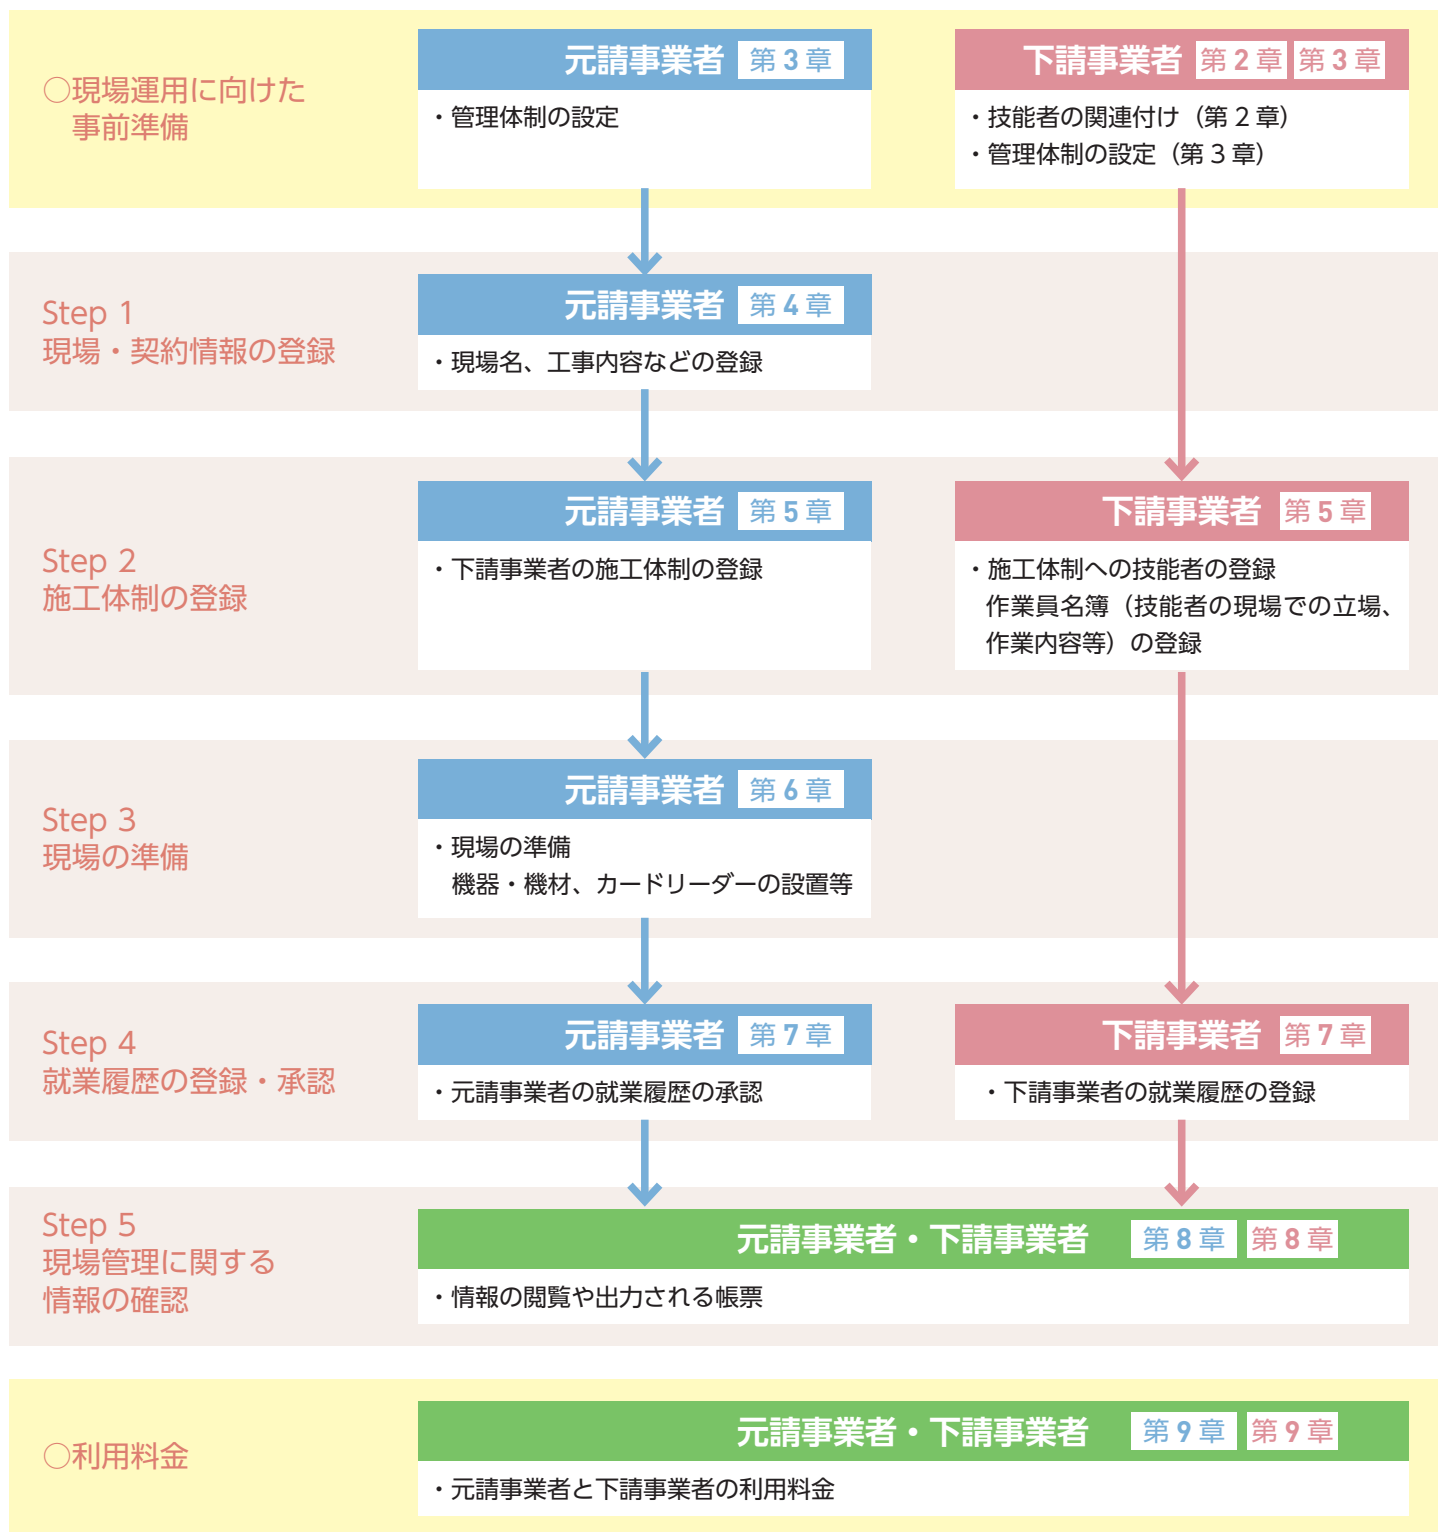 ○現場運用に向けた
事前準備
元請事業者 第3章
・管理体制の設定
下請事業者 第2章 第3章
・技能者の関連付け（第2章）
・管理体制の設定（第3章）
Step 1
現場・契約情報の登録
元請事業者 第4章
・現場名、工事内容などの登録
Step 2
施工体制の登録
元請事業者 第5章
・下請事業者の施工体制の登録
下請事業者 第5章
・施工体制への技能者の登録
作業員名簿（技能者の現場での立場、
作業内容等）の登録
Step 3
現場の準備
元請事業者 第6章
・現場の準備
機器・機材、カードリーダーの設置等
Step 4
就業履歴の登録・承認
元請事業者 第7章
・元請事業者の就業履歴の承認
下請事業者 第7章
・下請事業者の就業履歴の登録
Step 5
現場管理に関する
情報の確認
元請事業者・下請事業者 第8章 第8章
・情報の閲覧や出力される帳票
○利用料金
元請事業者・下請事業者 第9章 第9章
・元請事業者と下請事業者の利用料金